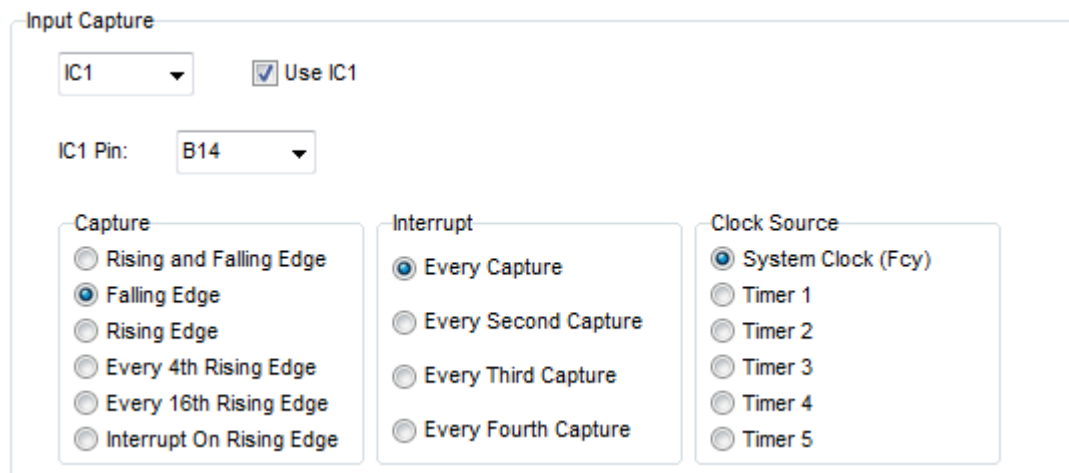 Input Capture
IC1
Use IC1
IC1 Pin:
B14
Capture
Rising and Falling Edge
Falling Edge
Rising Edge
Every 4th Rising Edge
Every 16th Rising Edge
Interrupt On Rising Edge
Interrupt
Every Capture
Every Second Capture
Every Third Capture
Every Fourth Capture
Clock Source
System Clock (Fcy)
Timer 1
Timer 2
Timer 3
Timer 4
Timer 5